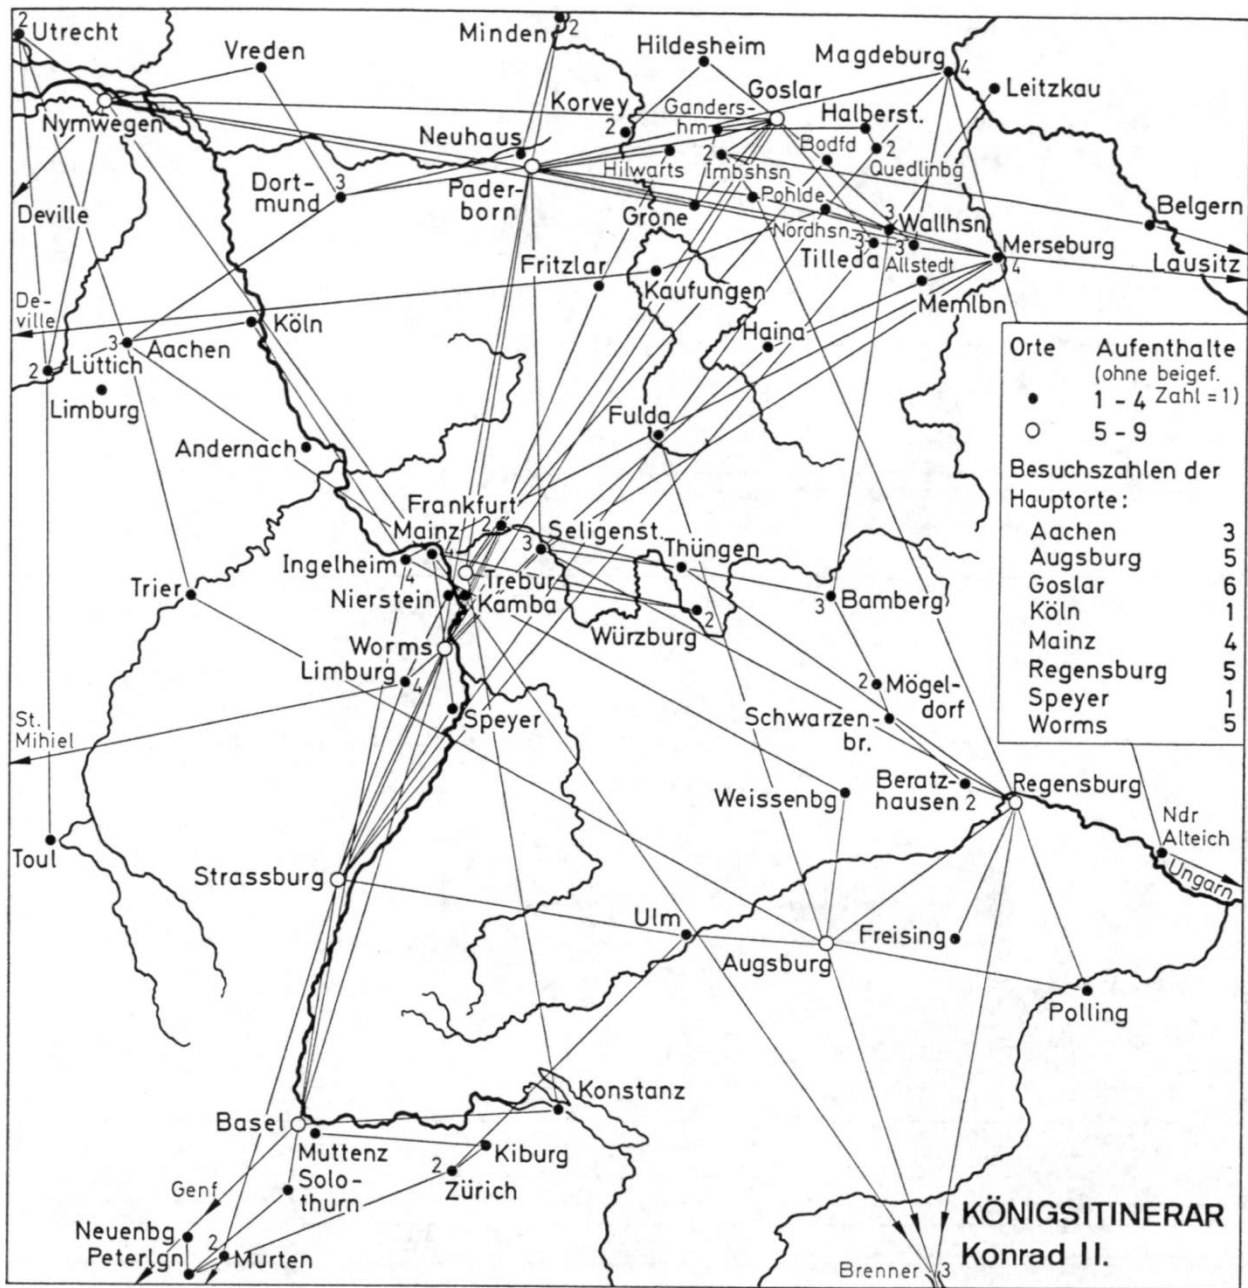 2
Utrecht
Vreden
Minden
2
Hildesheim
Magdeburg
4
Leitzkau
Goslar
Korvey
2
Ganders-
hm
Halberst.
Nymwegen
Neuhaus
2
Bodfd
2
Hilwarts
Imbshsn
Quedlinbg
Dort-
mund
3
Pader-
born
Pohlde
Deville
Grone
Nordhsn
3
Wallhsn
Belgern
Tilleda
3
3
Allstedt
Merseburg
4
Lausitz
Fritzlar
Kaufungen
Memlbn
De-
ville
Köln
3
Aachen
Haina
2
Lüttich
Limburg
Fulda
Andernach
Orte
Aufenthalte
(ohne beigef.
Zahl = 1)
1 - 4
5 - 9
Besuchszahlen der
Hauptorte:
Aachen 3
Augsburg 5
Goslar 6
Köln 1
Mainz 4
Regensburg 5
Speyer 1
Worms 5
Frankfurt
2
Mainz
4
Seligenst.
3
Thüngen
Ingelheim
4
Trebur
Trier
Nierstein
Kamba
2
3
Bamberg
Würzburg
Worms
Limburg
4
2
Mögel-
dorf
St.
Mihiel
Speyer
Schwarzen-
br.
Weissenbg
Beratz-
hausen 2
Regensburg
Ndr
Alteich
Ungarn
Toul
Strassburg
Ulm
Augsburg
Freising
Polling
Konstanz
Basel
Muttenz
Kiburg
2
Zürich
Genf
Solo-
thurn
Neuenbg
Peterlgn
2
Murten
KÖNIGSITINERAR
Konrad II.
Brenner
3